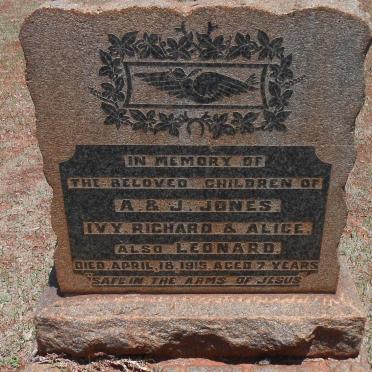 IN MEMORY OF
THE BELOVED CHILDREN OF
A & J. JONES
IVY, RICHARD & ALICE.
ALSO LEONARD
DIED APRIL, 18, 1915 AGED 7 YEARS
"SAFE IN THE ARMS OF JESUS"